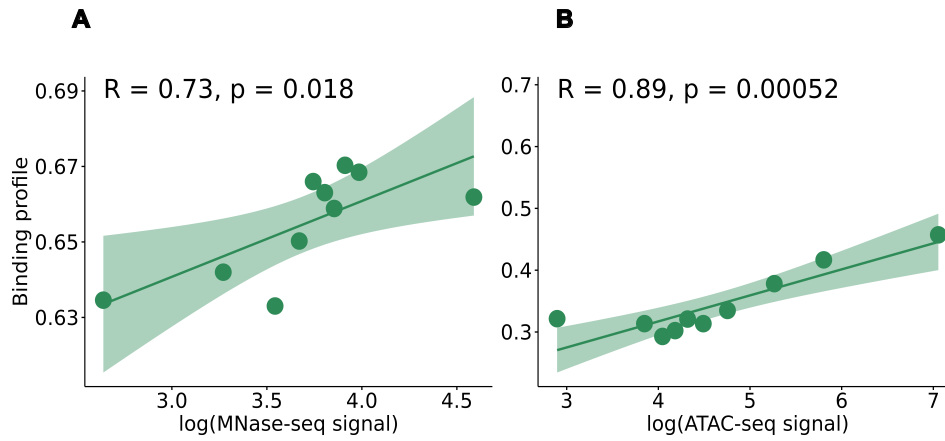 A
B
R = 0.73, p = 0.018
R = 0.89, p = 0.00052
Binding profile
0.69
0.67
0.65
0.63
3.0 3.5 4.0 4.5
log(MNase-seq signal)
0.7
0.6
0.5
0.4
0.3
3 4 5 6 7
log(ATAC-seq signal)